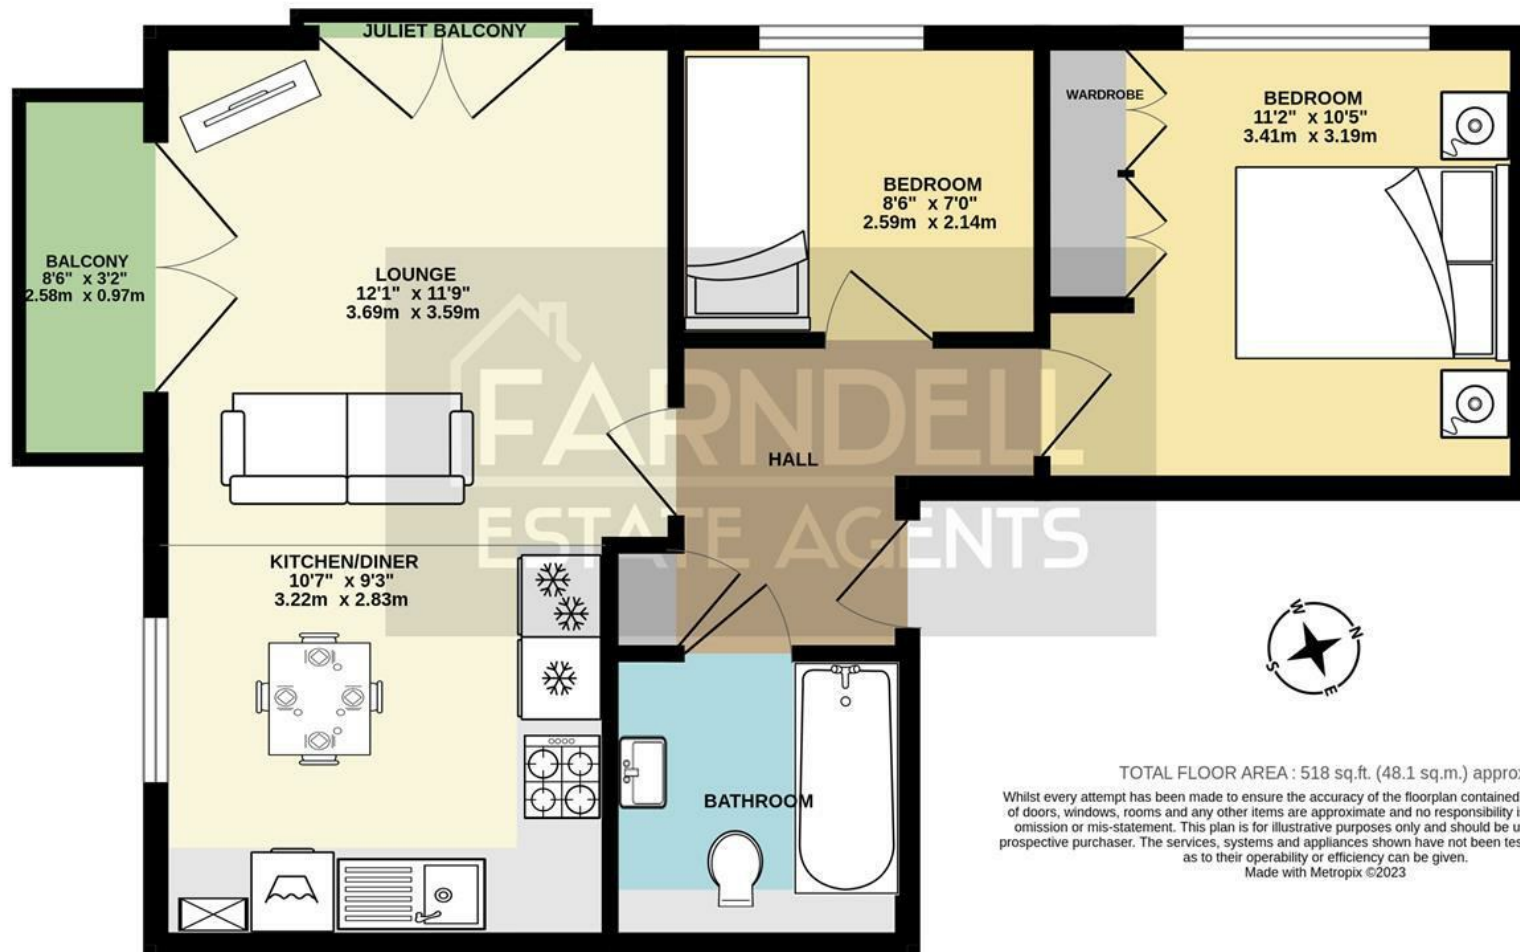 JULIET BALCONY
WARDROBE
BEDROOM
11'2" x 10'5"
3.41m x 3.19m
BEDROOM
8'6" x 7'0"
2.59m x 2.14m
BALCONY
8'6" x 3'2"
2.58m x 0.97m
LOUNGE
12'1" x 11'9"
3.69m x 3.59m
FARNDELL
ESTATE AGENTS
HALL
KITCHEN/DINER
10'7" x 9'3"
3.22m x 2.83m
W
N
S
E
BATHROOM
TOTAL FLOOR AREA : 518 sq.ft. (48.1 sq.m.) approx
Whilst every attempt has been made to ensure the accuracy of the floorplan contained
of doors, windows, rooms and any other items are approximate and no responsibility i
omission or mis-statement. This plan is for illustrative purposes only and should be u
prospective purchaser. The services, systems and appliances shown have not been tes
as to their operability or efficiency can be given.
Made with Metropix ©2023